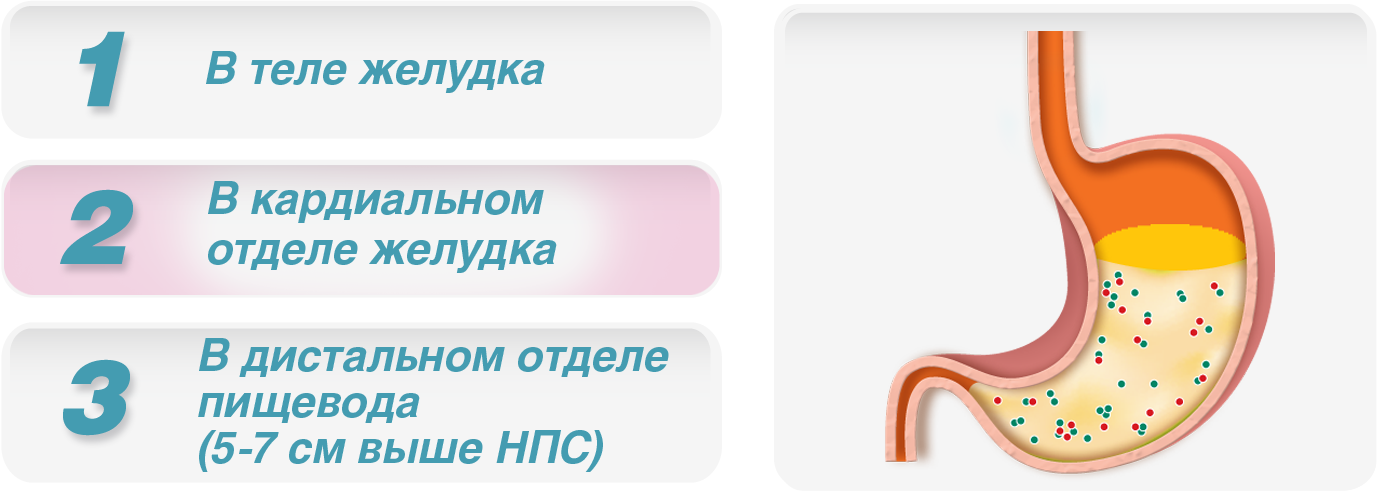 1
В теле желудка
2
В кардиальном
отделе желудка
3
В дистальном отделе
пищевода
(5-7 см выше НПС)